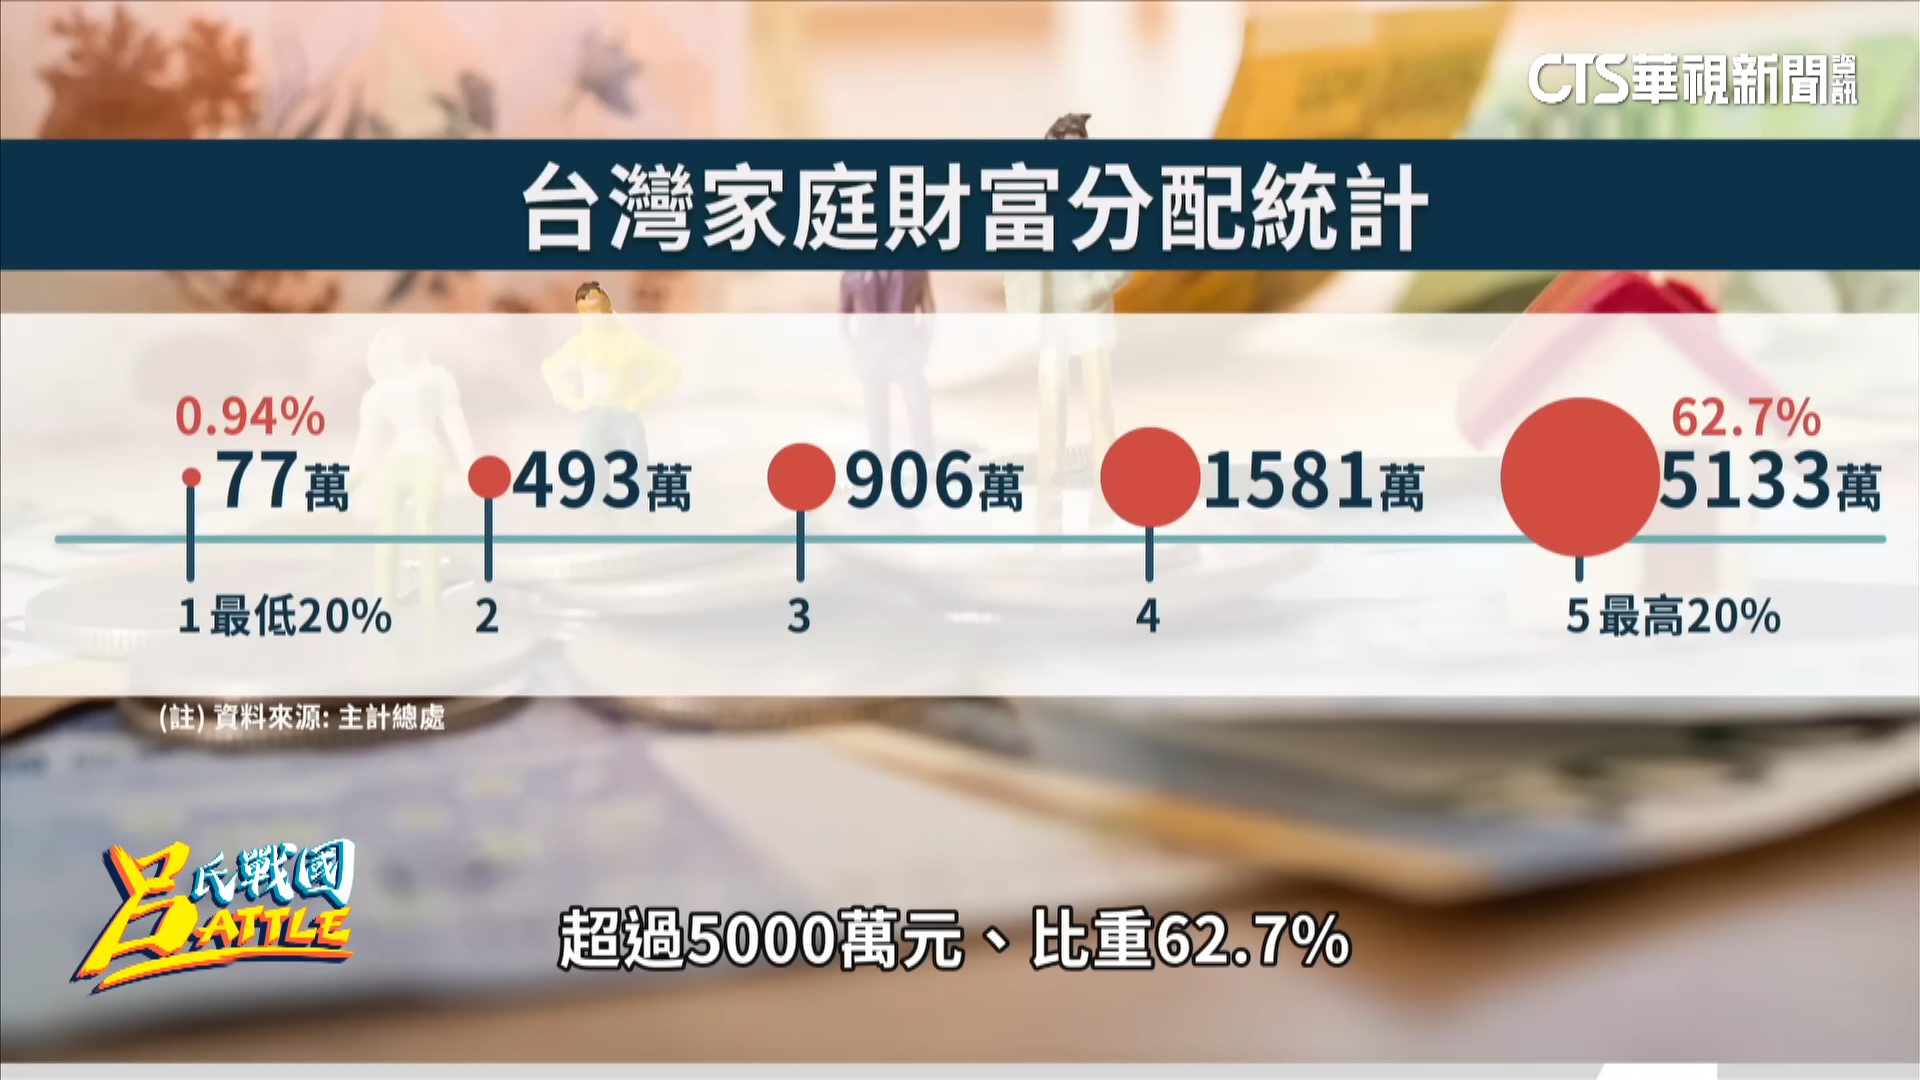 CTS華視新聞資訊
台灣家庭財富分配統計
0.94%
77萬
493萬
906萬
1581萬
62.7%
5133萬
1最低20%
2
3
4
5最高20%
(註) 資料來源: 主計總處
呂氏戰國
BATTLE
超過5000萬元、比重62.7%